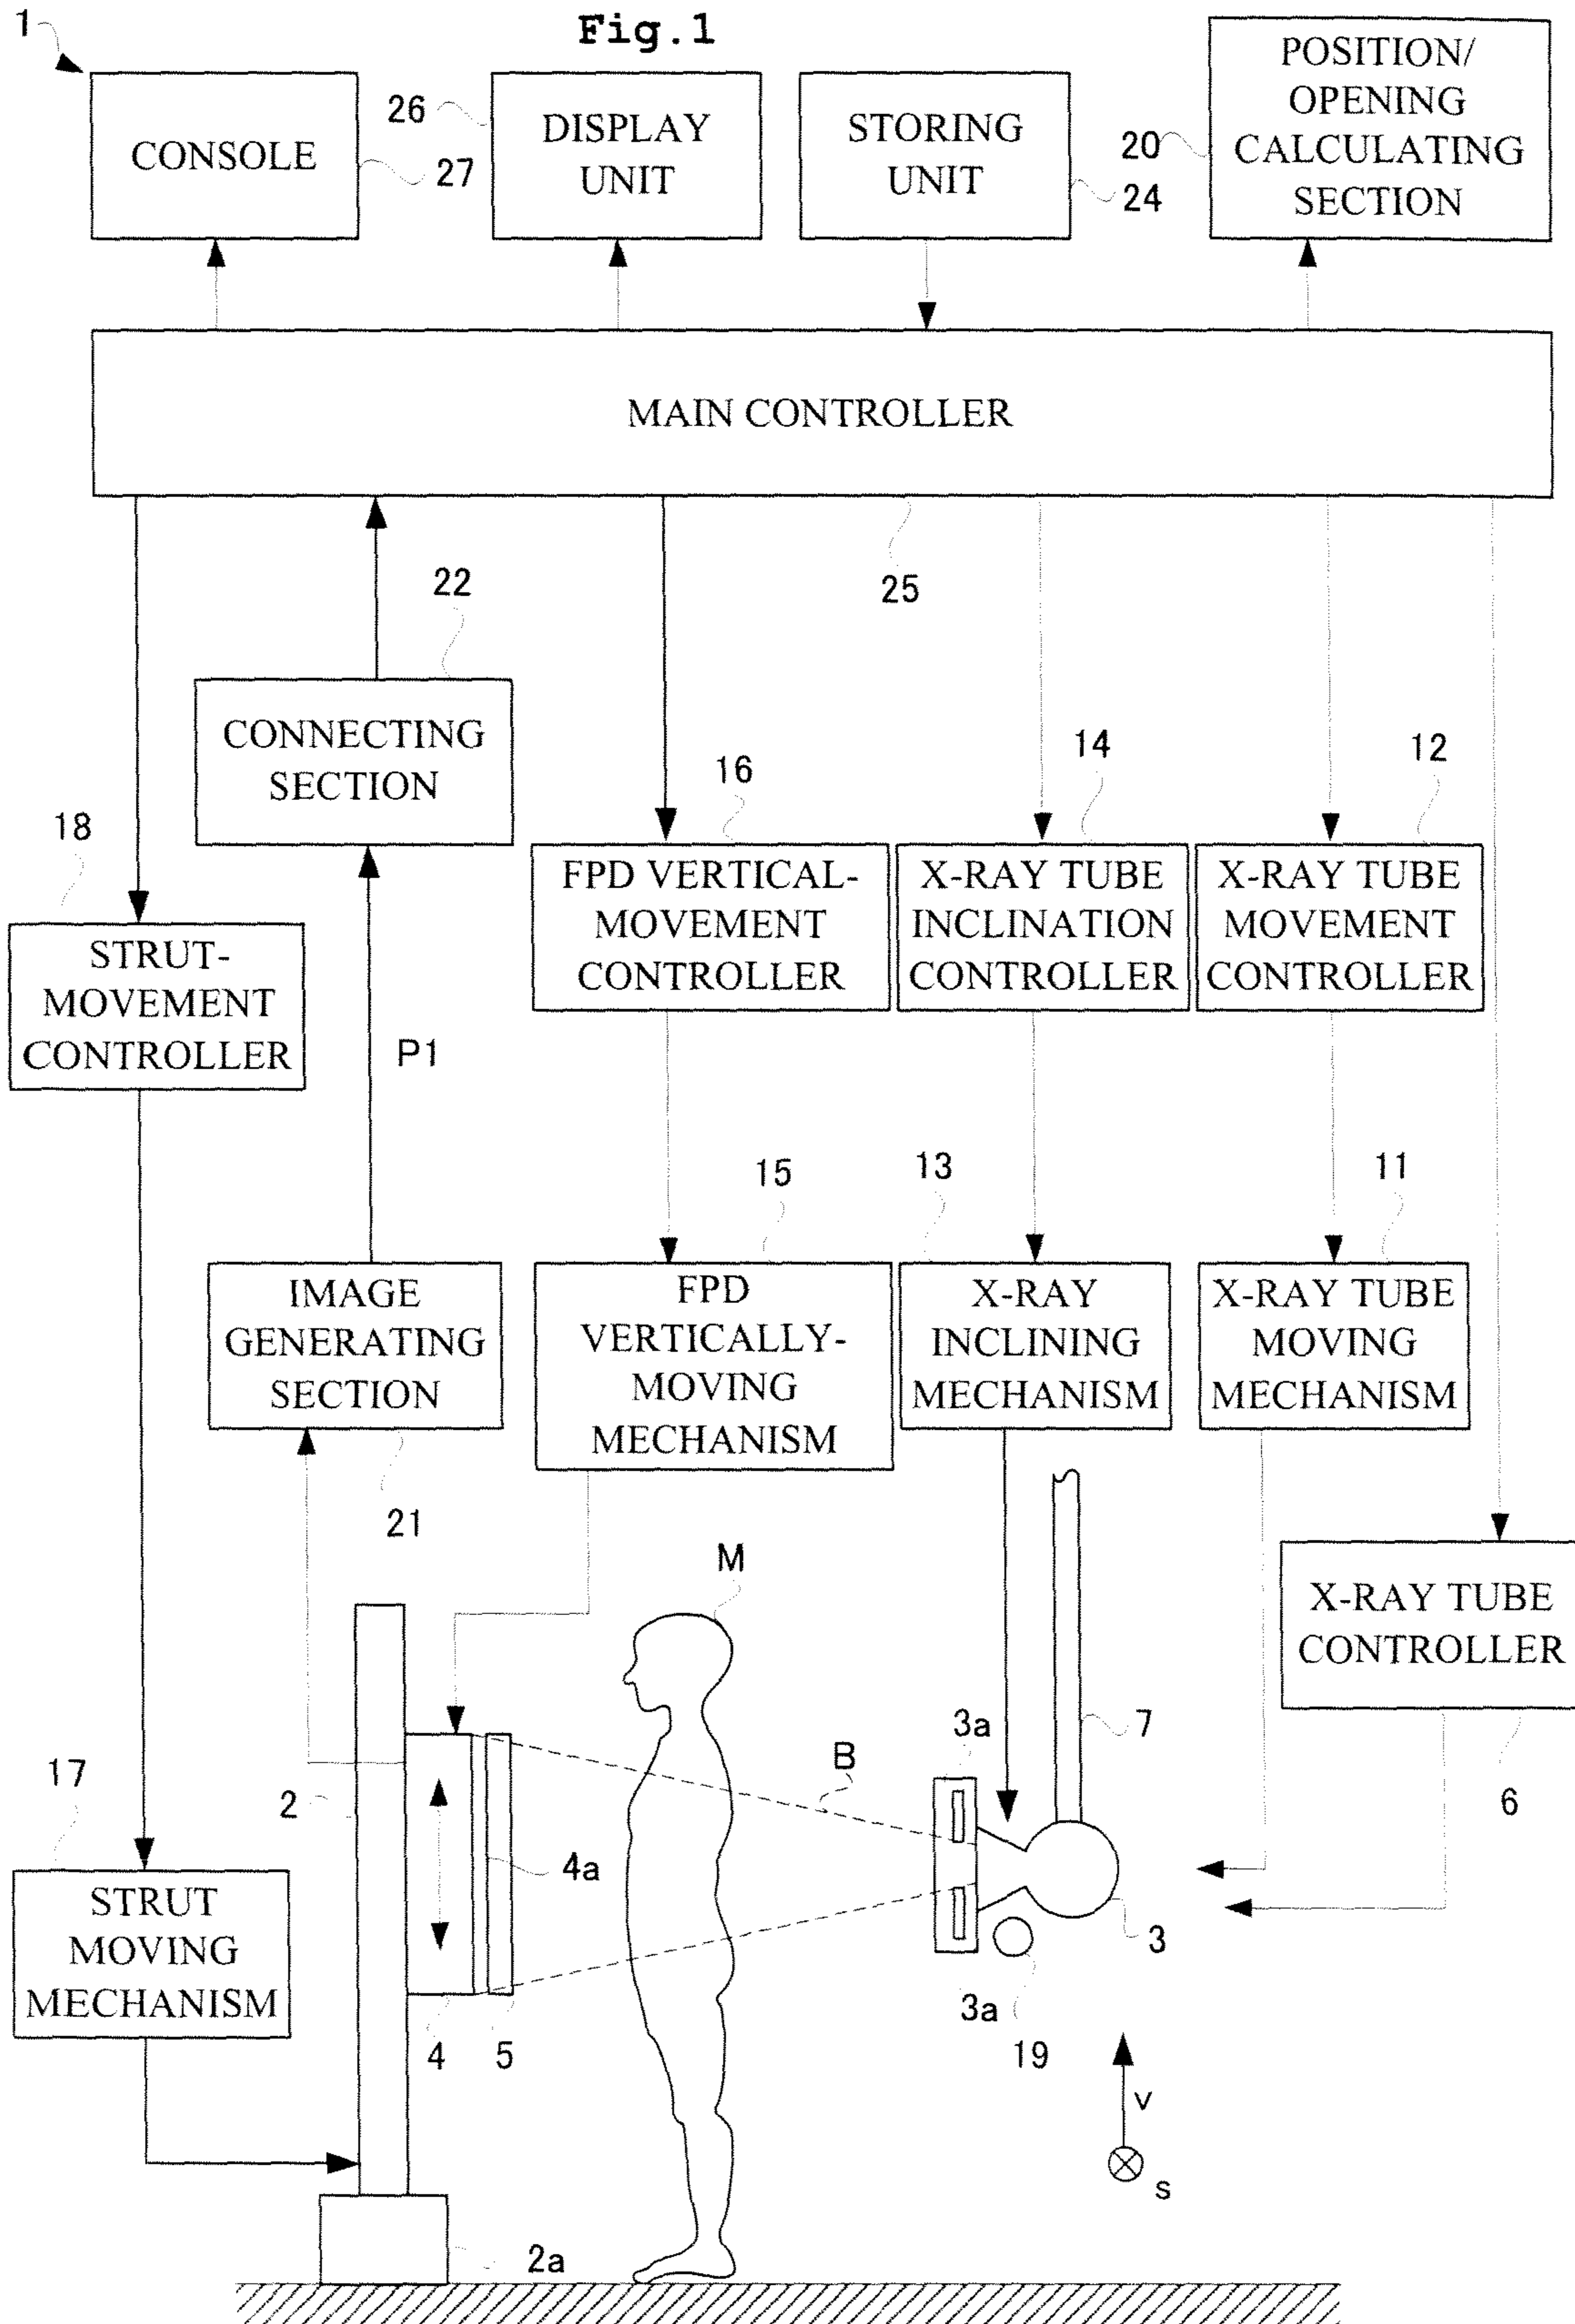 Fig.1
1
CONSOLE
27
26
DISPLAY
UNIT
STORING
UNIT
24
20
POSITION/
OPENING
CALCULATING
SECTION
MAIN CONTROLLER
25
22
CONNECTING
SECTION
18
STRUT-
MOVEMENT
CONTROLLER
16
FPD VERTICAL-
MOVEMENT
CONTROLLER
14
X-RAY TUBE
INCLINATION
CONTROLLER
12
X-RAY TUBE
MOVEMENT
CONTROLLER
P1
IMAGE
GENERATING
SECTION
21
15
FPD
VERTICALLY-
MOVING
MECHANISM
13
X-RAY
INCLINING
MECHANISM
11
X-RAY TUBE
MOVING
MECHANISM
X-RAY TUBE
CONTROLLER
6
M
7
3a
B
17
STRUT
MOVING
MECHANISM
2
4a
3
3a
19
4
5
v
s
2a